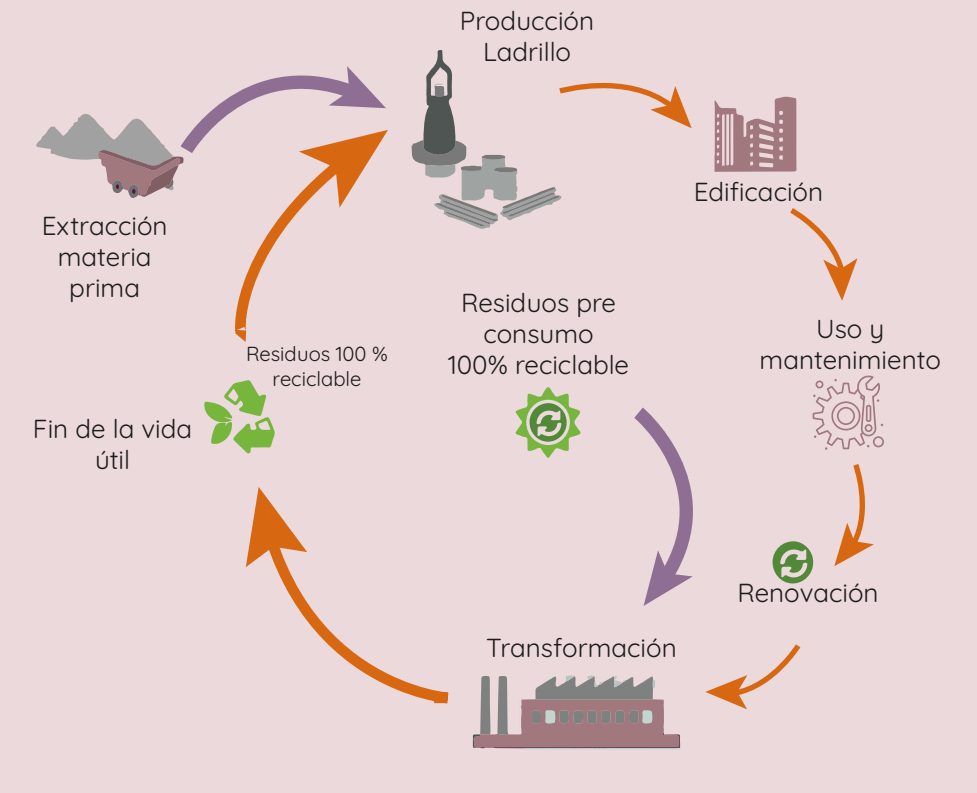 Producción
Ladrillo
Edificación
Extracción
materia
prima
Residuos pre
consumo
100% reciclable
Uso y
mantenimiento
Residuos 100 %
reciclable
Fin de la vida
útil
Renovación
Transformación